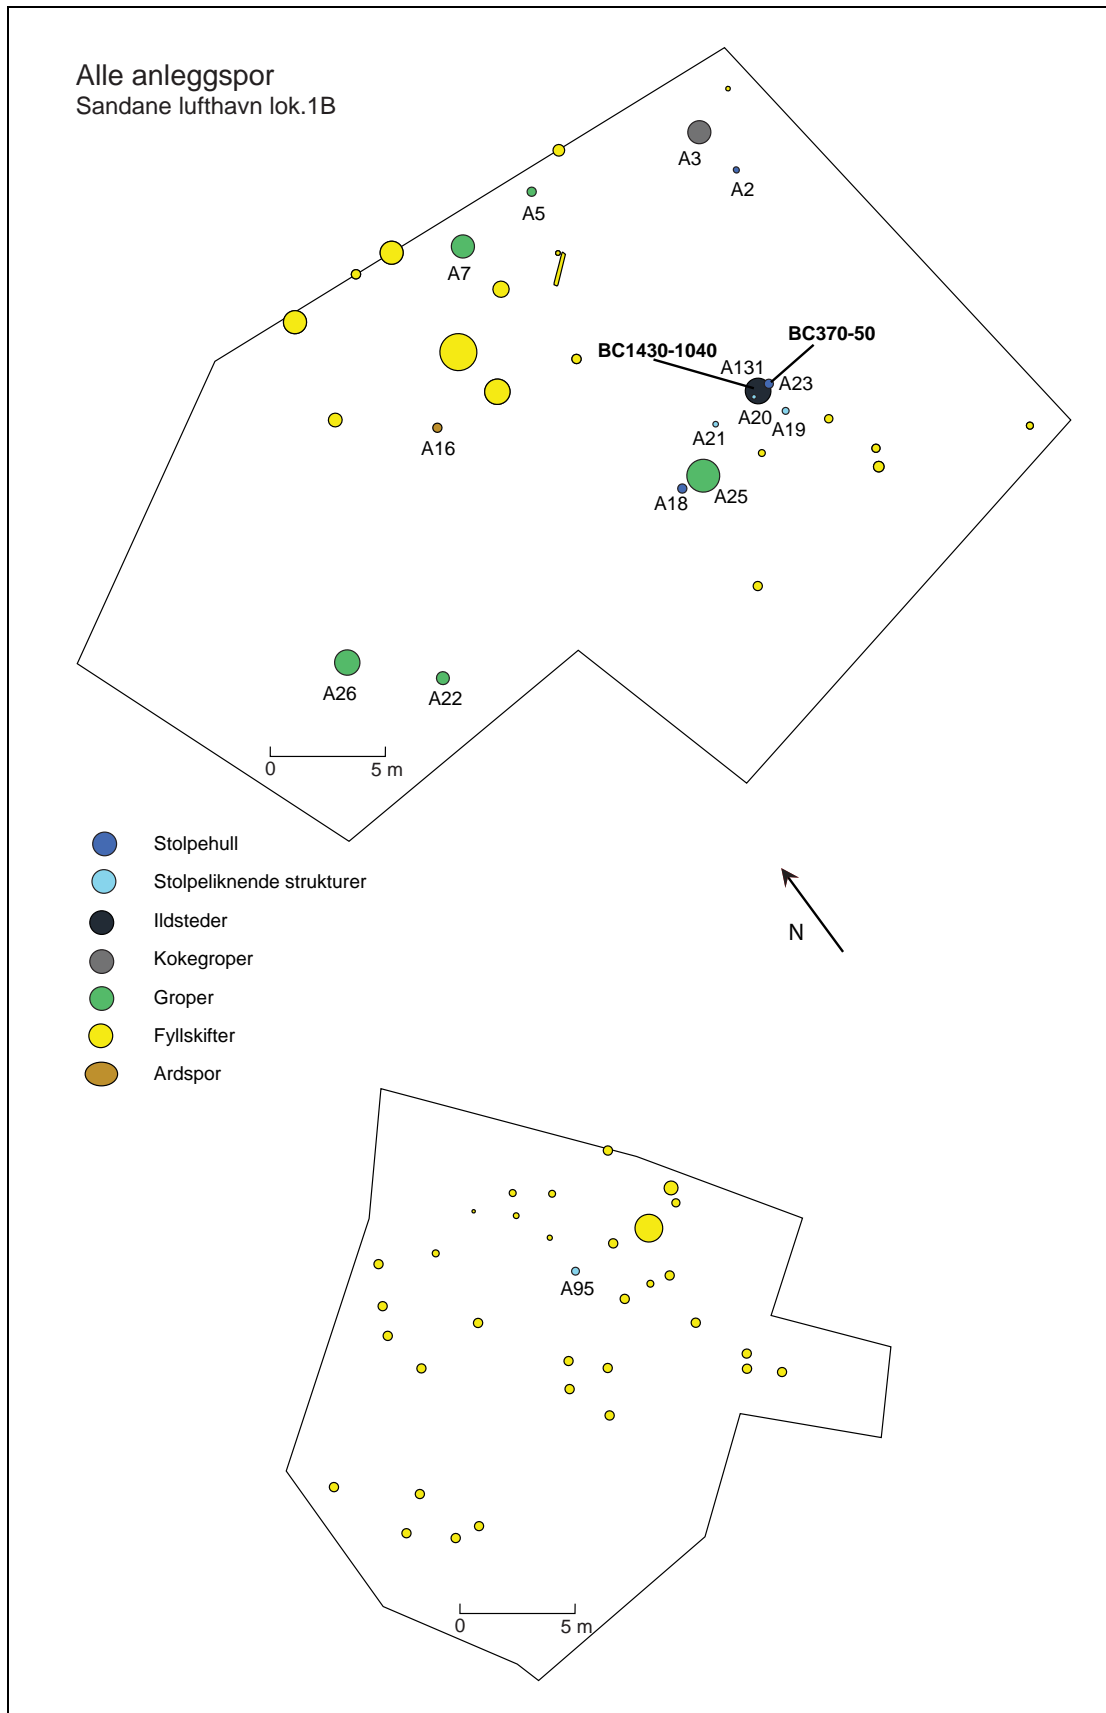 Alle anleggspor
Sandane lufthavn lok.1B
A3
A2
A5
A7
BC370-50
BC1430-1040
A131
A23
A20
A19
A21
A16
A25
A18
A26
A22
0 5 m
Stolpehull
Stolpeliknende strukturer
Ildsteder
Kokegroper
Groper
Fyllskifter
Ardspor
N
A95
0 5 m